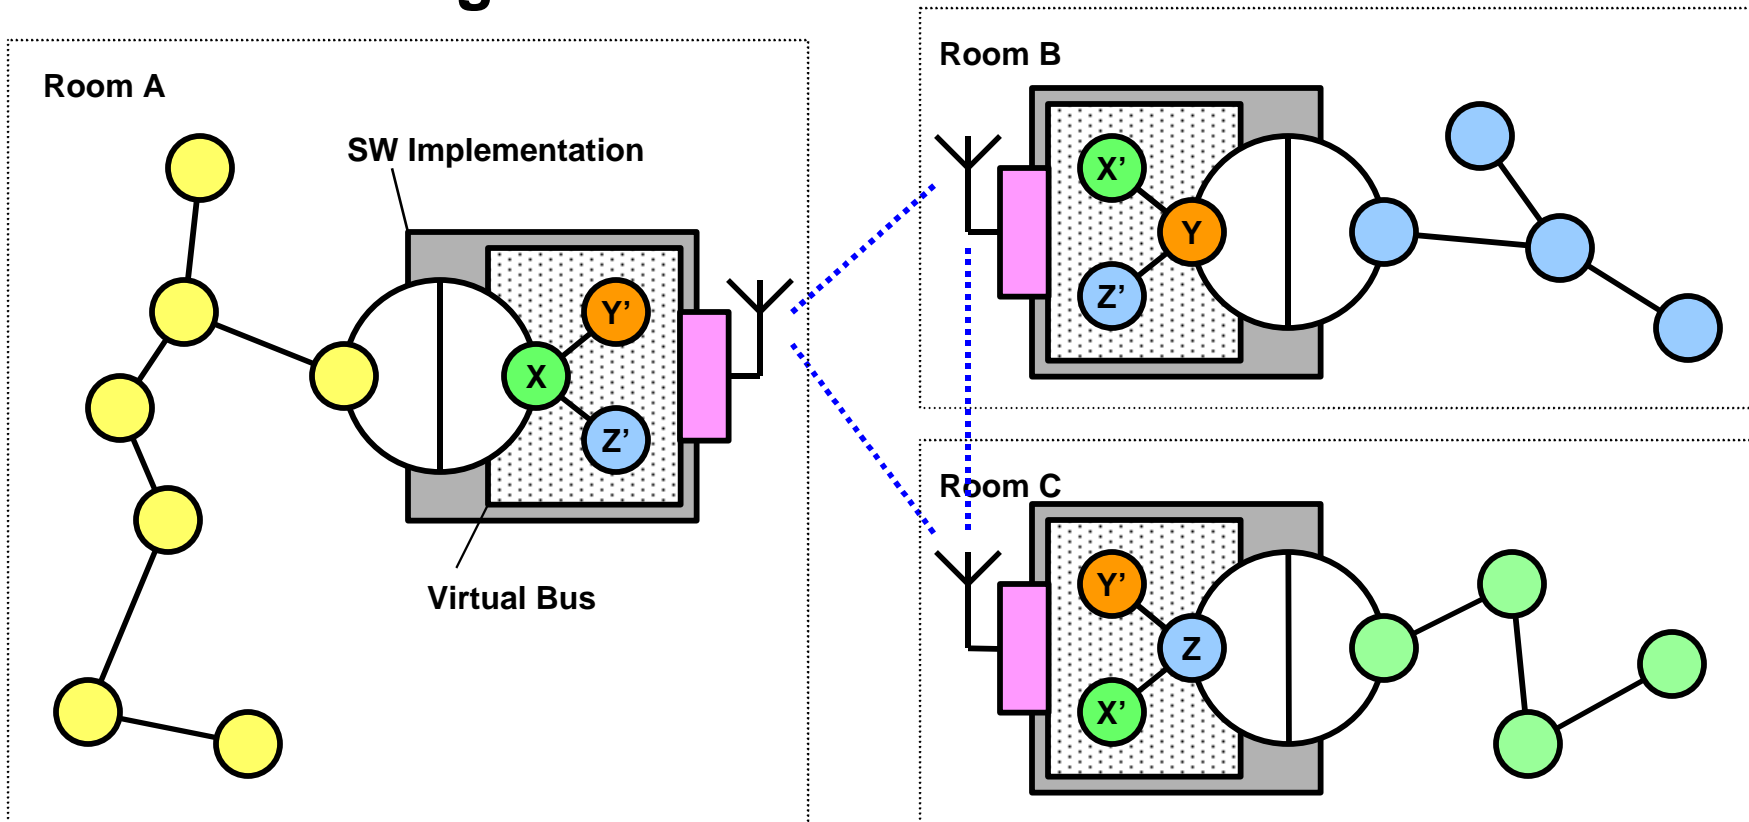 Room A
SW Implementation
Y’
X
Z’
Virtual Bus
Room B
X’
Y
Z’
Room C
Y’
Z
X’